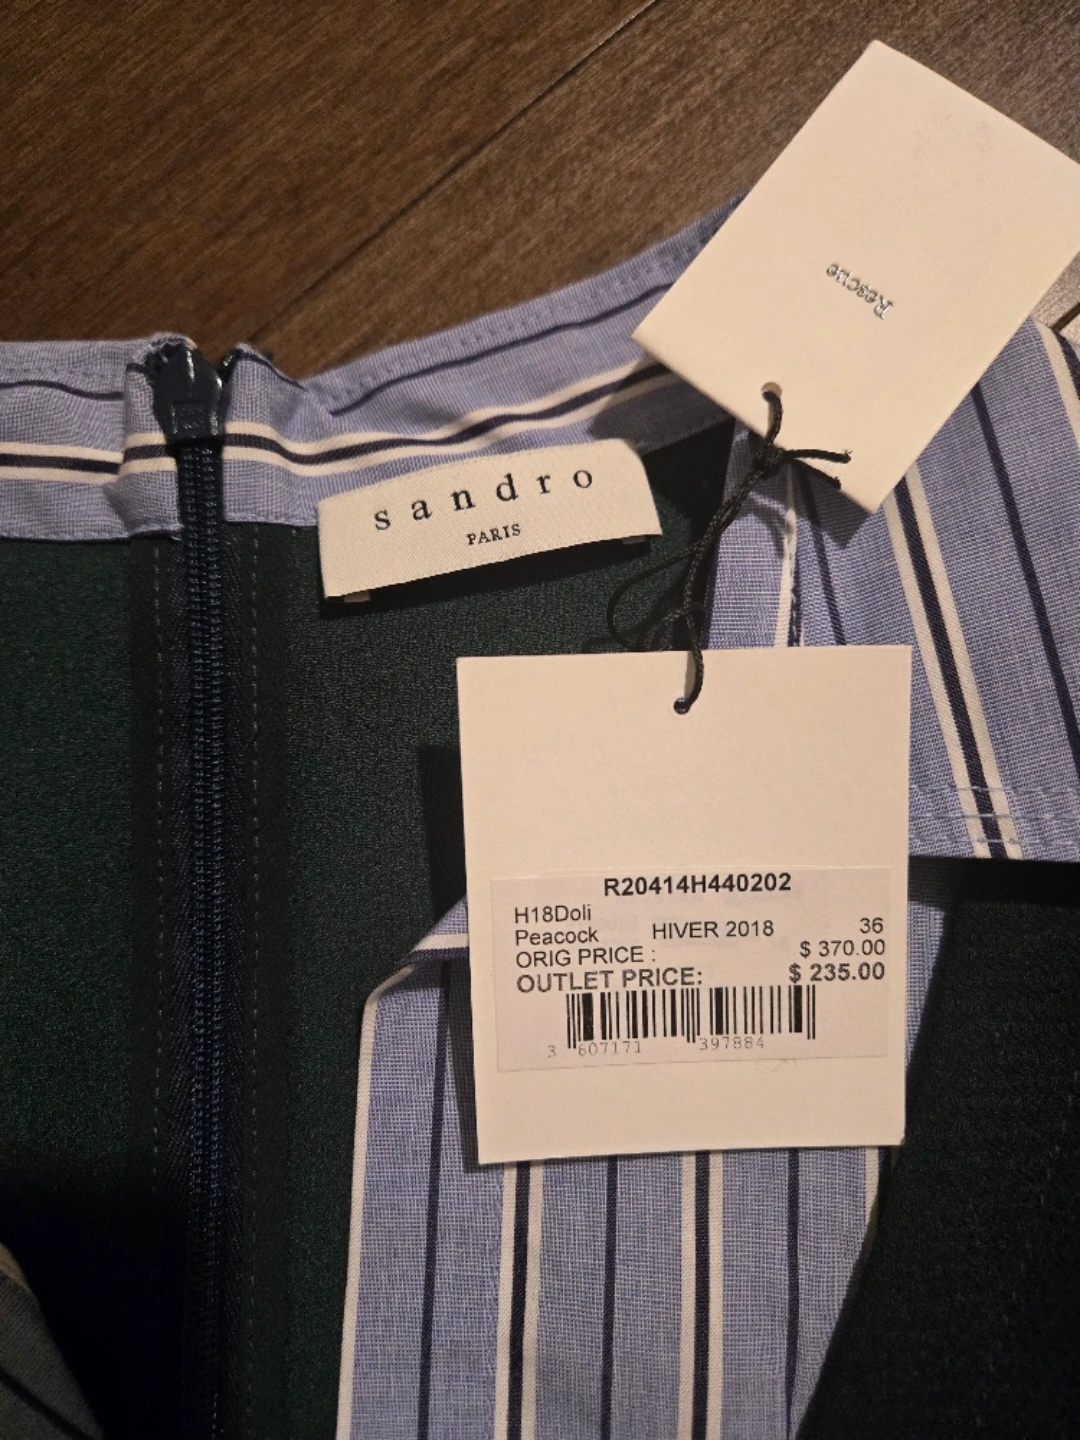 Rescue
sandro
PARIS
R20414H440202
H18Doli
Peacock HIVER 2018 36
ORIG PRICE : $ 370.00
OUTLET PRICE: $ 235.00
3 607171 397884